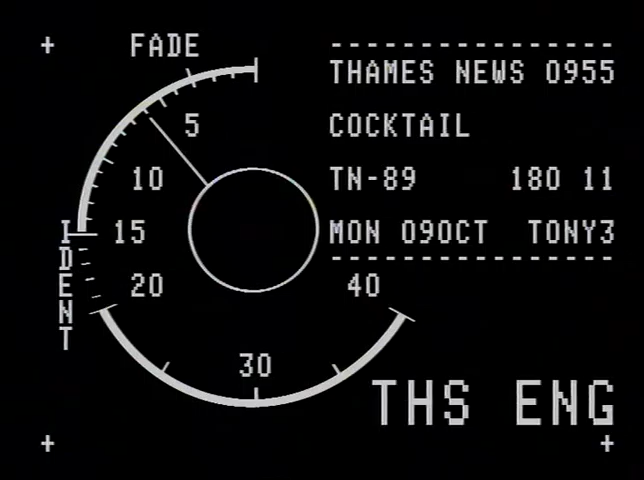 FADE
THAMES NEWS 0955
5
COCKTAIL
10
TN-89 180 11
15
MON 09OCT TONY3
IDENT
20
40
30
THS ENG